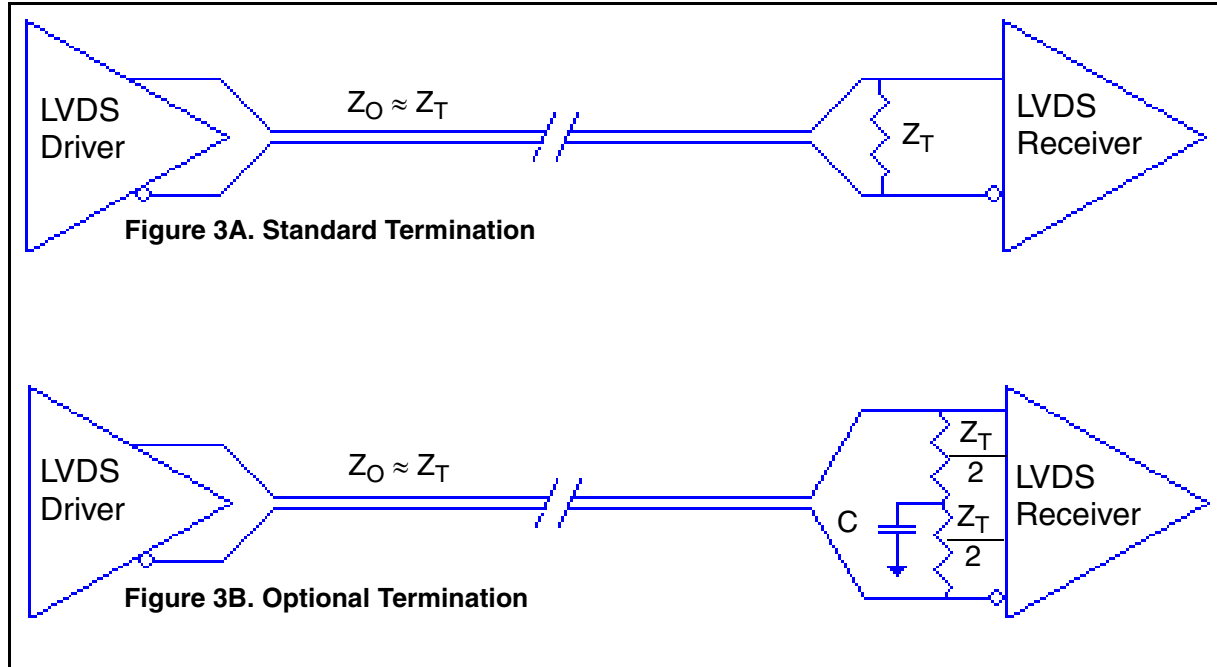 LVDS
Driver
Z_O ≈ Z_T
Z_T
LVDS
Receiver
Figure 3A. Standard Termination
LVDS
Driver
Z_O ≈ Z_T
C
Z_T
2
Z_T
2
LVDS
Receiver
Figure 3B. Optional Termination